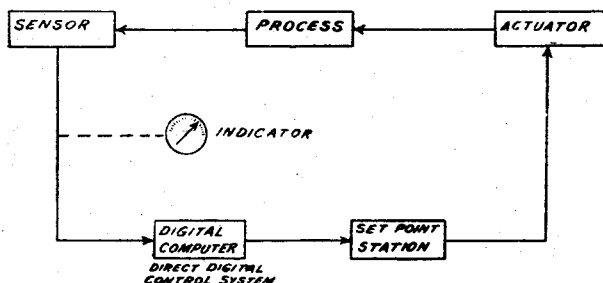 SENSOR
PROCESS
ACTUATOR
INDICATOR
DIGITAL
COMPUTER
SET POINT
STATION
DIRECT DIGITAL
CONTROL SYSTEM